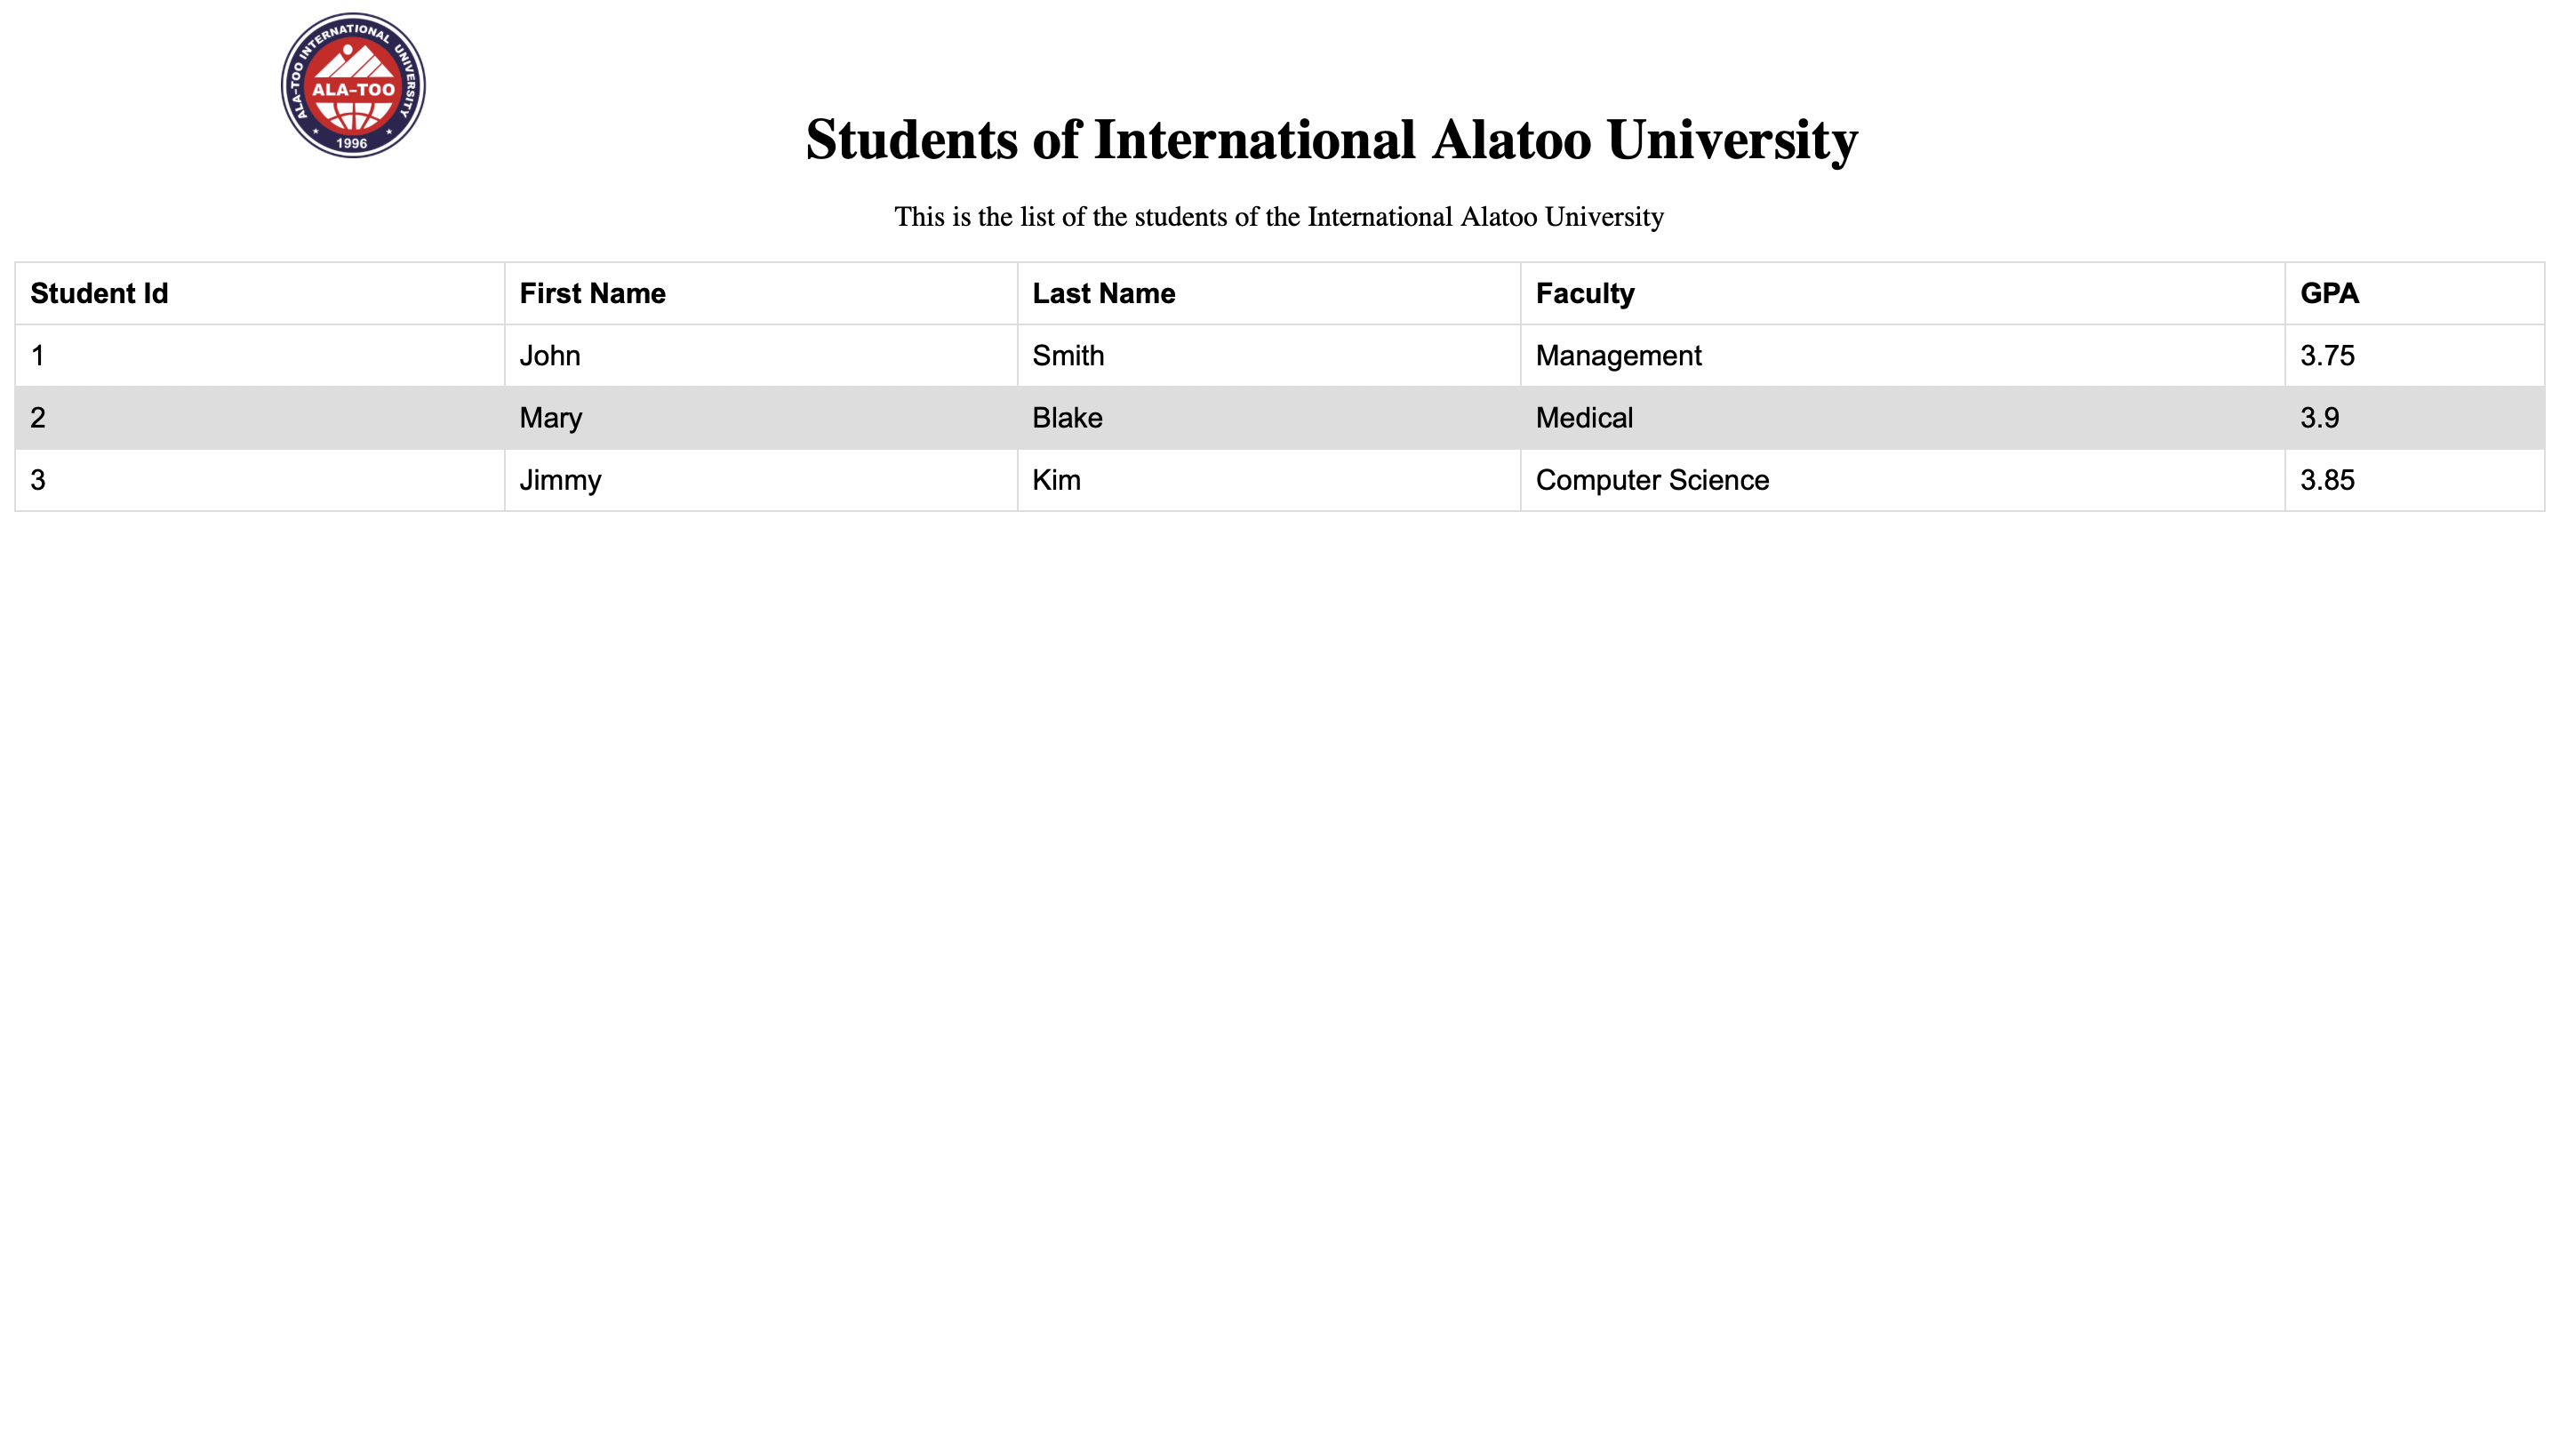 ALA-TOO INTERNATIONAL UNIVERSITY
ALA-TOO
1996
Students of International Alatoo University
This is the list of the students of the International Alatoo University
Student Id First Name Last Name Faculty GPA
1 John Smith Management 3.75
2 Mary Blake Medical 3.9
3 Jimmy Kim Computer Science 3.85